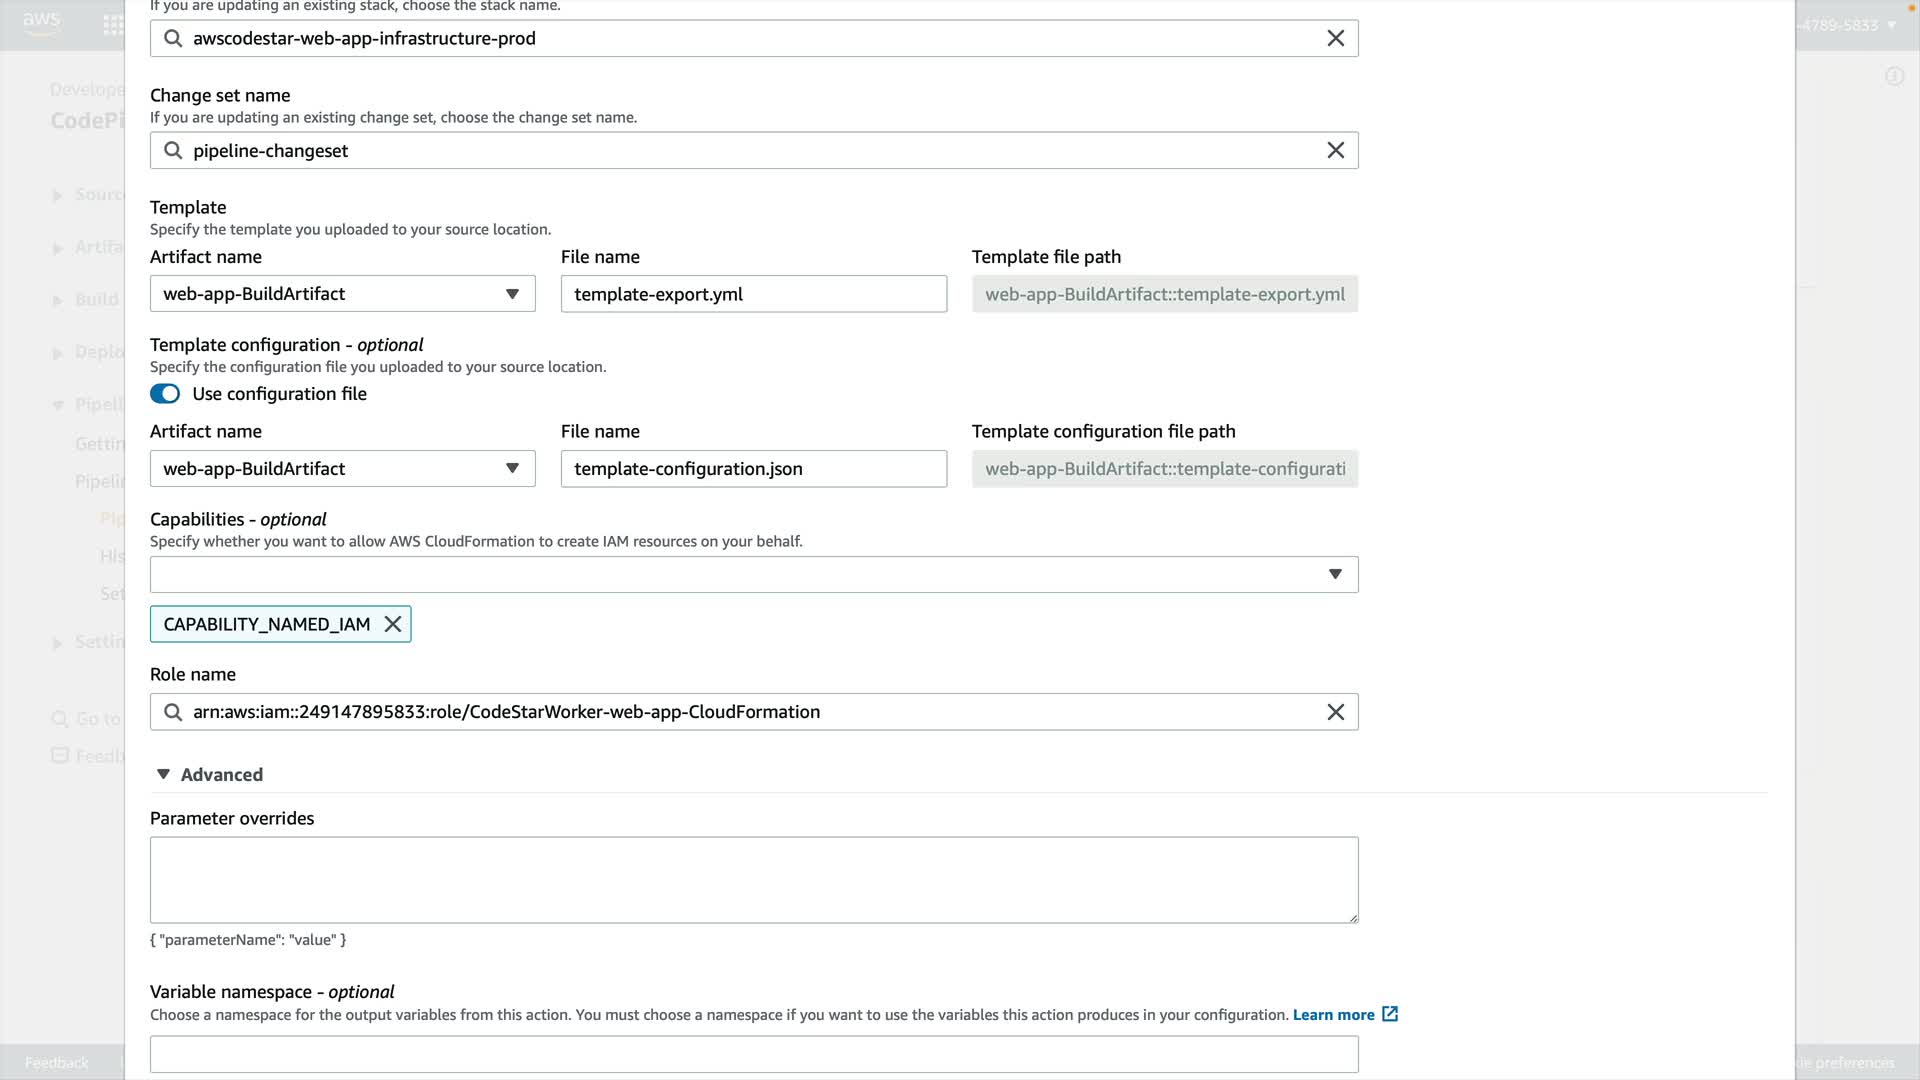 If you are updating an existing stack, choose the stack name.
aws
awscodestar-web-app-infrastructure-prod
-4789-5833
Change set name
If you are updating an existing change set, choose the change set name.
pipeline-changeset
Template
Specify the template you uploaded to your source location.
Artifact name
File name
Template file path
web-app-BuildArtifact
template-export.yml
web-app-BuildArtifact::template-export.yml
Template configuration - optional
Specify the configuration file you uploaded to your source location.
Use configuration file
Artifact name
File name
Template configuration file path
web-app-BuildArtifact
template-configuration.json
web-app-BuildArtifact::template-configurati
Capabilities - optional
Specify whether you want to allow AWS CloudFormation to create IAM resources on your behalf.
CAPABILITY_NAMED_IAM
Role name
arn:aws:iam::249147895833:role/CodeStarWorker-web-app-CloudFormation
Advanced
Parameter overrides
{ "parameterName": "value" }
Variable namespace - optional
Choose a namespace for the output variables from this action. You must choose a namespace if you want to use the variables this action produces in your configuration. Learn more
Develope
CodePi
Source
Artifa
Build
Deplo
Pipeli
Gettin
Pipelin
Pip
His
Set
Settin
Go to
Feedb
Feedback
kie preferences